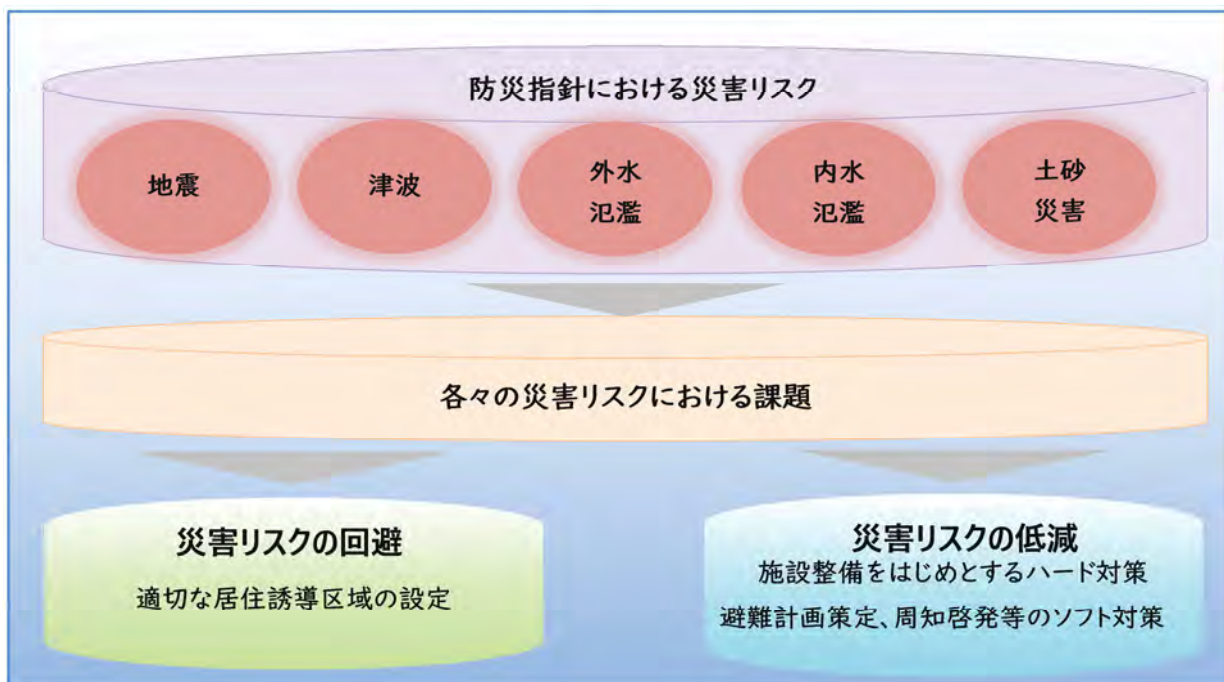 防災指針における災害リスク
地震
津波
外水
氾濫
内水
氾濫
土砂
災害
各々の災害リスクにおける課題
災害リスクの回避
適切な居住誘導区域の設定
災害リスクの低減
施設整備をはじめとするハード対策
避難計画策定、周知啓発等のソフト対策